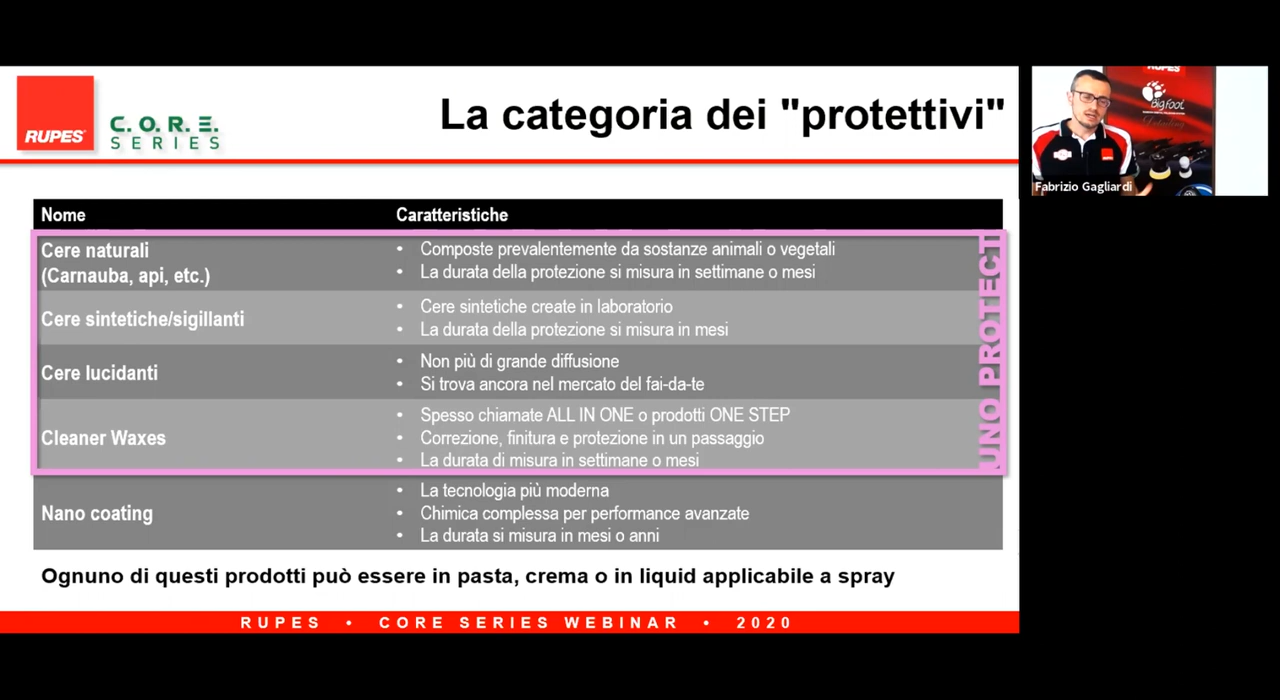 RUPES
C.O.R.E.
SERIES
La categoria dei "protettivi"
Nome
Caratteristiche
Cere naturali
(Carnauba, api, etc.)
• Composte prevalentemente da sostanze animali o vegetali
• La durata della protezione si misura in settimane o mesi
Cere sintetiche/sigillanti
• Cere sintetiche create in laboratorio
• La durata della protezione si misura in mesi
Cere lucidanti
• Non più di grande diffusione
• Si trova ancora nel mercato del fai-da-te
Cleaner Waxes
• Spesso chiamate ALL IN ONE o prodotti ONE STEP
• Correzione, finitura e protezione in un passaggio
• La durata di misura in settimane o mesi
UNO PROTECT
Nano coating
• La tecnologia più moderna
• Chimica complessa per performance avanzate
• La durata si misura in mesi o anni
Ognuno di questi prodotti può essere in pasta, crema o in liquid applicabile a spray
RUPES • CORE SERIES WEBINAR • 2020
RUPES
Bigfoot
Fabrizio Gagliardi